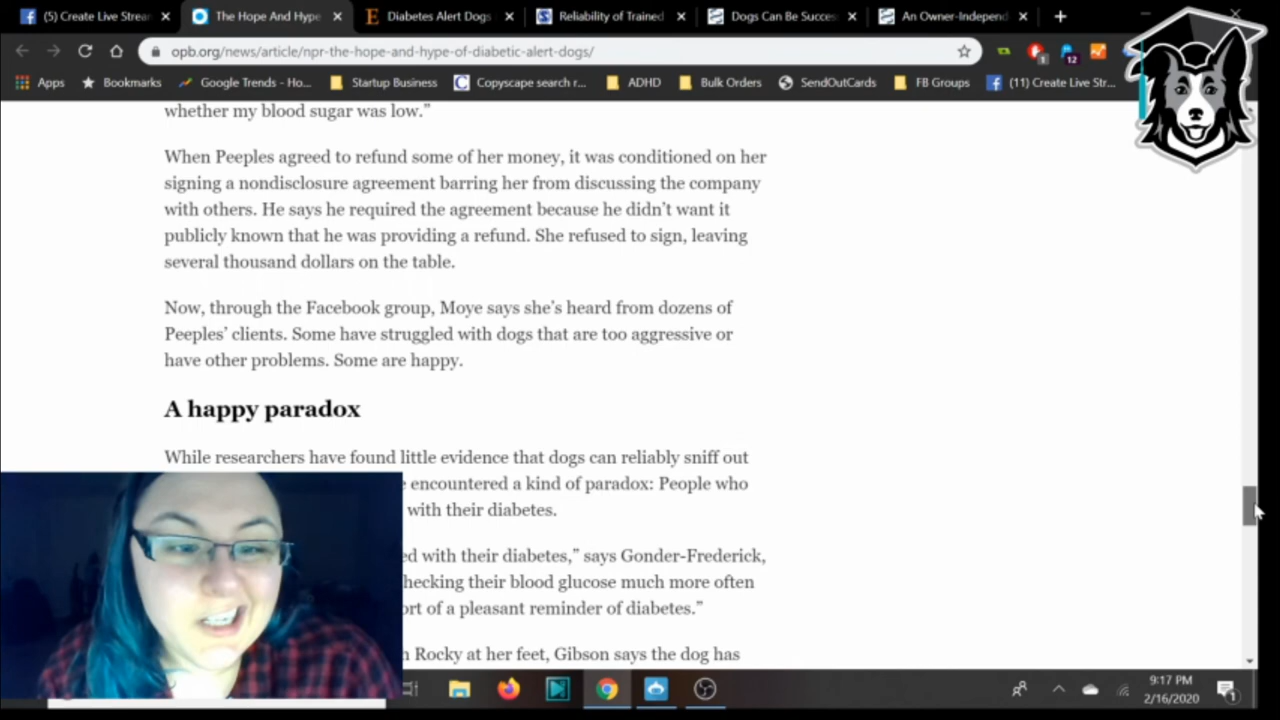 (5) Create Live Strea
The Hope And Hype
Diabetes Alert Dogs
Reliability of Trained
Dogs Can Be Succes
An Owner-Independ
opb.org/news/article/npr-the-hope-and-hype-of-diabetic-alert-dogs/
1
12
Apps
Bookmarks
Google Trends - Ho...
Startup Business
Copyscape search r...
ADHD
Bulk Orders
SendOutCards
FB Groups
(11) Create Live Str...
whether my blood sugar was low.”
When Peeples agreed to refund some of her money, it was conditioned on her
signing a nondisclosure agreement barring her from discussing the company
with others. He says he required the agreement because he didn’t want it
publicly known that he was providing a refund. She refused to sign, leaving
several thousand dollars on the table.
Now, through the Facebook group, Moye says she’s heard from dozens of
Peeples’ clients. Some have struggled with dogs that are too aggressive or
have other problems. Some are happy.
A happy paradox
While researchers have found little evidence that dogs can reliably sniff out
encountered a kind of paradox: People who
with their diabetes.
ed with their diabetes,” says Gonder-Frederick,
hecking their blood glucose much more often
ort of a pleasant reminder of diabetes.”
Rocky at her feet, Gibson says the dog has
9:17 PM
2/16/2020
1